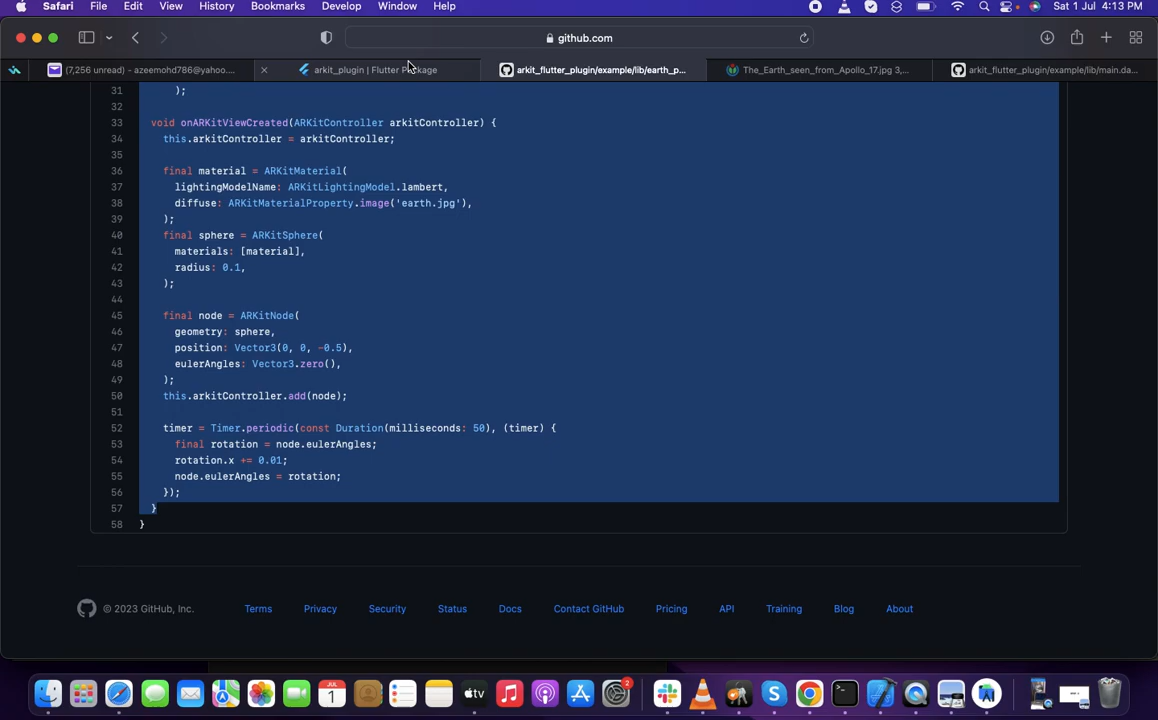 Safari File Edit View History Bookmarks Develop Window Help Sat 1 Jul 4:13 PM
github.com
(7,256 unread) - azeemohd786@yahoo.... arkit_plugin | Flutter Package arkit_flutter_plugin/example/lib/earth_p... The_Earth_seen_from_Apollo_17.jpg 3,... arkit_flutter_plugin/example/lib/main.da...
31 );
32
33 void onARKitViewCreated(ARKitController arkitController) {
34 this.arkitController = arkitController;
35
36 final material = ARKitMaterial(
37 lightingModelName: ARKitLightingModel.lambert,
38 diffuse: ARKitMaterialProperty.image('earth.jpg'),
39 );
40 final sphere = ARKitSphere(
41 materials: [material],
42 radius: 0.1,
43 );
44
45 final node = ARKitNode(
46 geometry: sphere,
47 position: Vector3(0, 0, -0.5),
48 eulerAngles: Vector3.zero(),
49 );
50 this.arkitController.add(node);
51
52 timer = Timer.periodic(const Duration(milliseconds: 50), (timer) {
53 final rotation = node.eulerAngles;
54 rotation.x += 0.01;
55 node.eulerAngles = rotation;
56 });
57 }
58 }
© 2023 GitHub, Inc. Terms Privacy Security Status Docs Contact GitHub Pricing API Training Blog About
JUL
1 tv 2